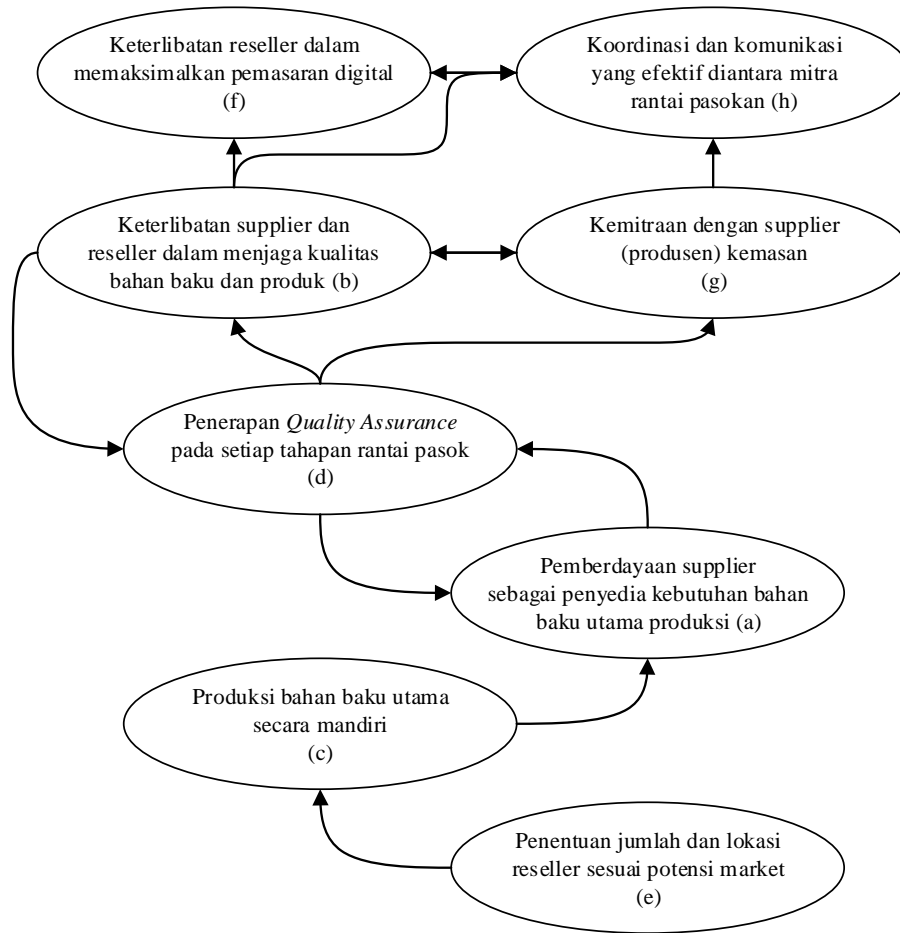 Keterlibatan reseller dalam
memaksimalkan pemasaran digital
(f)
Koordinasi dan komunikasi
yang efektif diantara mitra
rantai pasokan (h)
Keterlibatan supplier dan
reseller dalam menjaga kualitas
bahan baku dan produk (b)
Kemitraan dengan supplier
(produsen) kemasan
(g)
Penerapan Quality Assurance
pada setiap tahapan rantai pasok
(d)
Pemberdayaan supplier
sebagai penyedia kebutuhan bahan
baku utama produksi (a)
Produksi bahan baku utama
secara mandiri
(c)
Penentuan jumlah dan lokasi
reseller sesuai potensi market
(e)